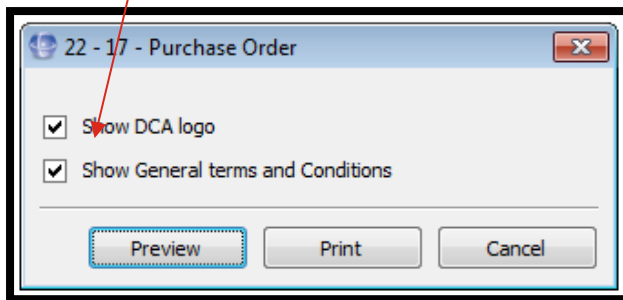 22 - 17 - Purchase Order
Show DCA logo
Show General terms and Conditions
Preview Print Cancel